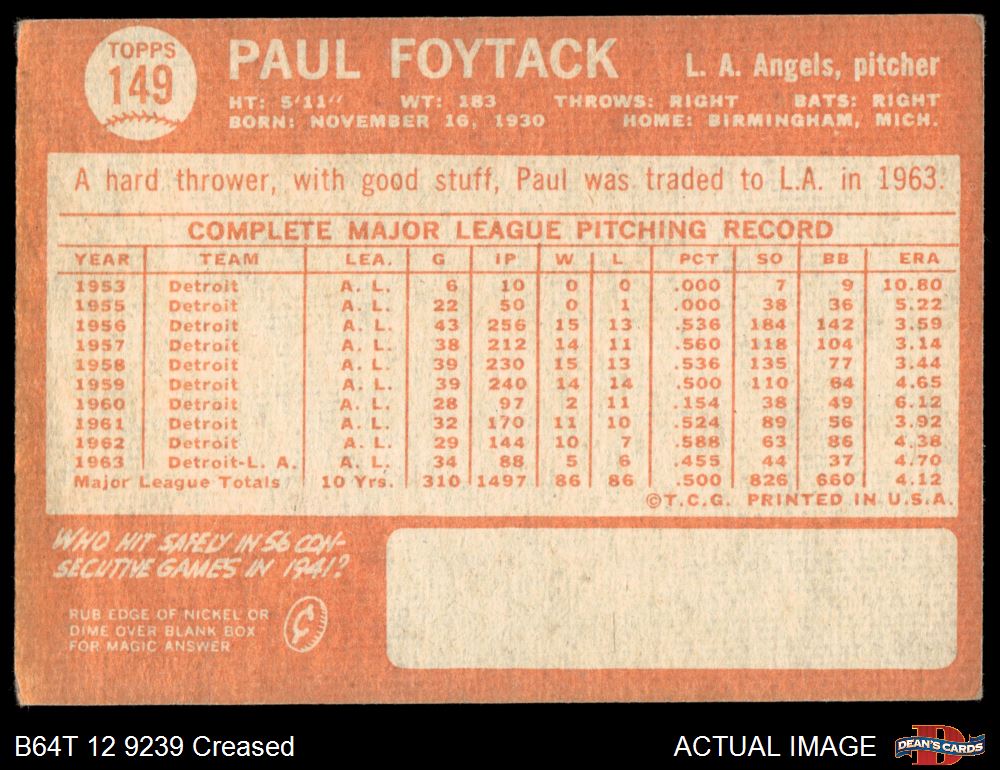 TOPPS
149
PAUL FOYTACK L. A. Angels, pitcher
HT: 5'11" WT: 183 THROWS: RIGHT BATS: RIGHT
BORN: NOVEMBER 16, 1930 HOME: BIRMINGHAM, MICH.
A hard thrower, with good stuff, Paul was traded to L.A. in 1963.
COMPLETE MAJOR LEAGUE PITCHING RECORD
YEAR TEAM LEA. G IP W L PCT SO BB ERA
1953 Detroit A. L. 6 10 0 0 .000 7 9 10.80
1955 Detroit A. L. 22 50 0 1 .000 38 36 5.22
1956 Detroit A. L. 43 256 15 13 .536 184 142 3.59
1957 Detroit A. L. 38 212 14 11 .560 118 104 3.14
1958 Detroit A. L. 39 230 15 13 .536 135 77 3.44
1959 Detroit A. L. 39 240 14 14 .500 110 64 4.65
1960 Detroit A. L. 28 97 2 11 .154 38 49 6.12
1961 Detroit A. L. 32 170 11 10 .524 89 56 3.92
1962 Detroit A. L. 29 144 10 7 .588 63 86 4.38
1963 Detroit-L. A. A. L. 34 88 5 6 .455 44 37 4.70
Major League Totals 10 Yrs. 310 1497 86 86 .500 826 660 4.12
©T.C.G. PRINTED IN U.S.A.
WHO HIT SAFELY IN 56 CON-
SECUTIVE GAMES IN 1941?
RUB EDGE OF NICKEL OR
DIME OVER BLANK BOX
FOR MAGIC ANSWER
¢
B64T 12 9239 Creased ACTUAL IMAGE DEAN'S CARDS